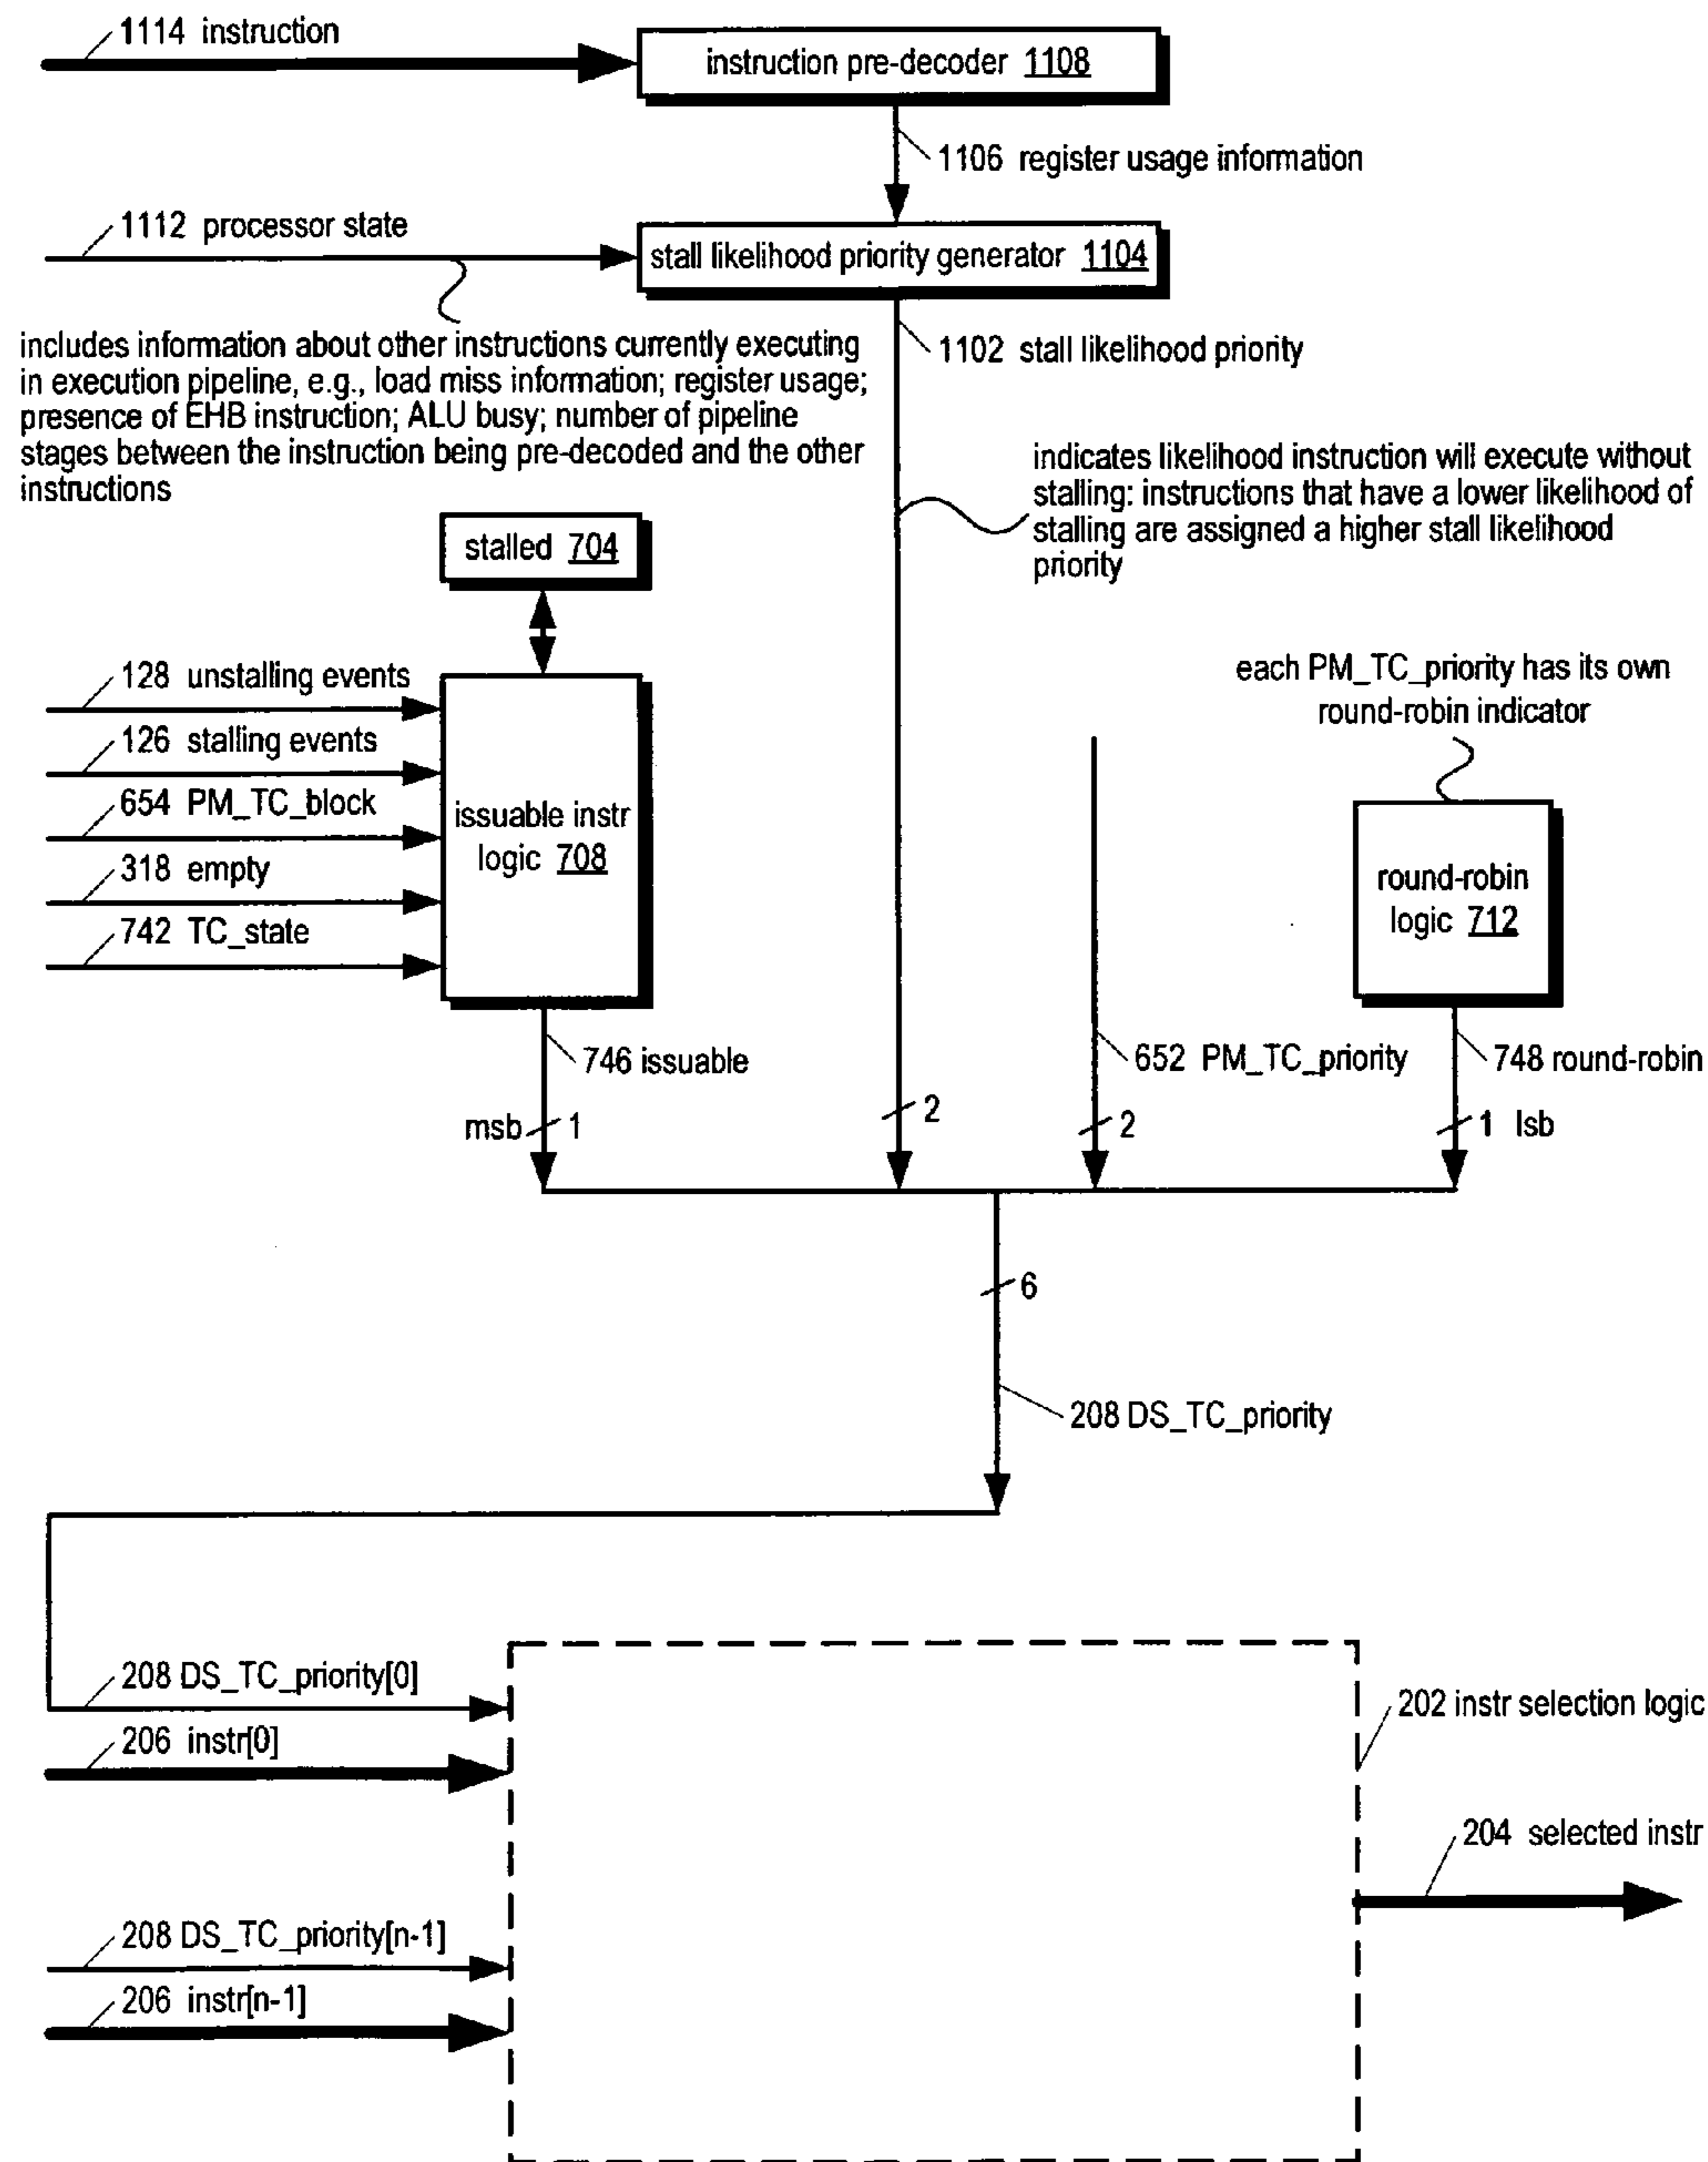 1114 instruction
instruction pre-decoder 1108
1106 register usage information
1112 processor state
stall likelihood priority generator 1104
includes information about other instructions currently executing
in execution pipeline, e.g., load miss information; register usage;
presence of EHB instruction; ALU busy; number of pipeline
stages between the instruction being pre-decoded and the other
instructions
1102 stall likelihood priority
indicates likelihood instruction will execute without
stalling: instructions that have a lower likelihood of
stalling are assigned a higher stall likelihood
priority
stalled 704
128 unstalling events
126 stalling events
654 PM_TC_block
318 empty
742 TC_state
issuable instr
logic 708
each PM_TC_priority has its own
round-robin indicator
round-robin
logic 712
746 issuable
652 PM_TC_priority
748 round-robin
msb 1
2
2
1 lsb
6
208 DS_TC_priority
208 DS_TC_priority[0]
206 instr[0]
202 instr selection logic
204 selected instr
208 DS_TC_priority[n-1]
206 instr[n-1]